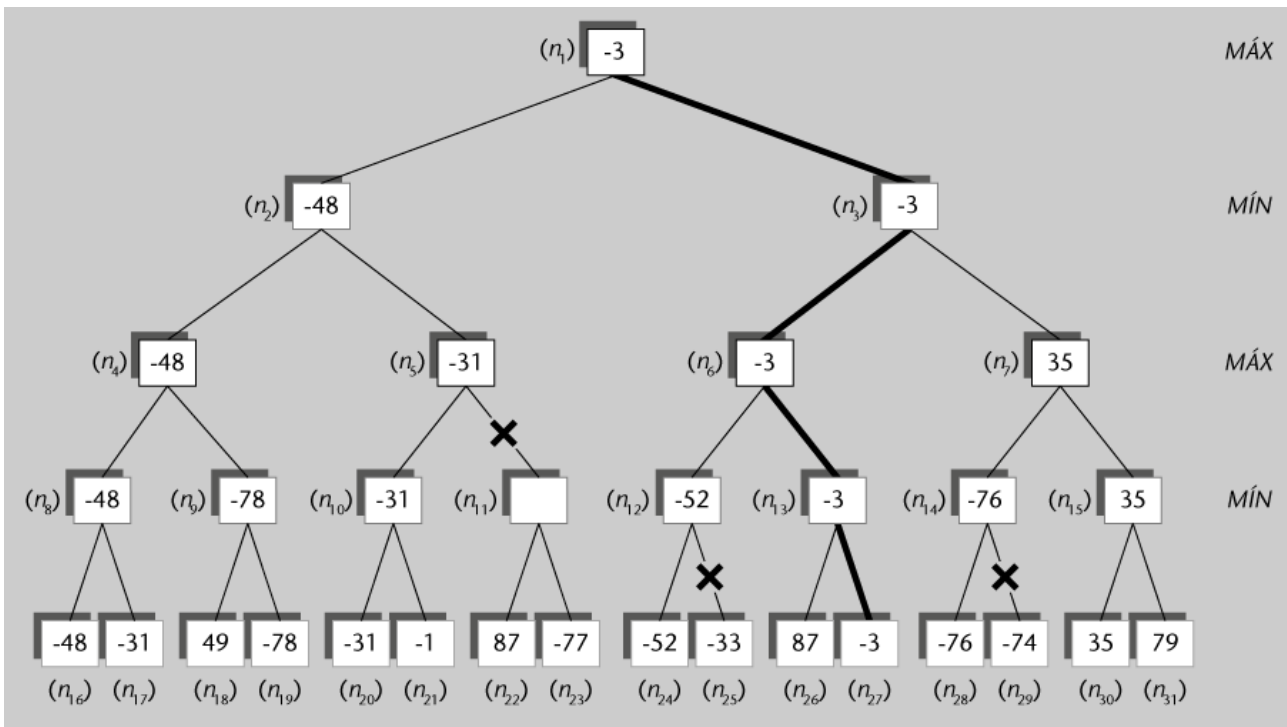 (n1) -3 MÁX
(n2) -48 (n3) -3 MÍN
(n4) -48 (n5) -31 (n6) -3 (n7) 35 MÁX
(n8) -48 (n9) -78 (n10) -31 (n11) (n12) -52 (n13) -3 (n14) -76 (n15) 35 MÍN
-48 -31 49 -78 -31 -1 87 -77 -52 -33 87 -3 -76 -74 35 79
(n16) (n17) (n18) (n19) (n20) (n21) (n22) (n23) (n24) (n25) (n26) (n27) (n28) (n29) (n30) (n31)